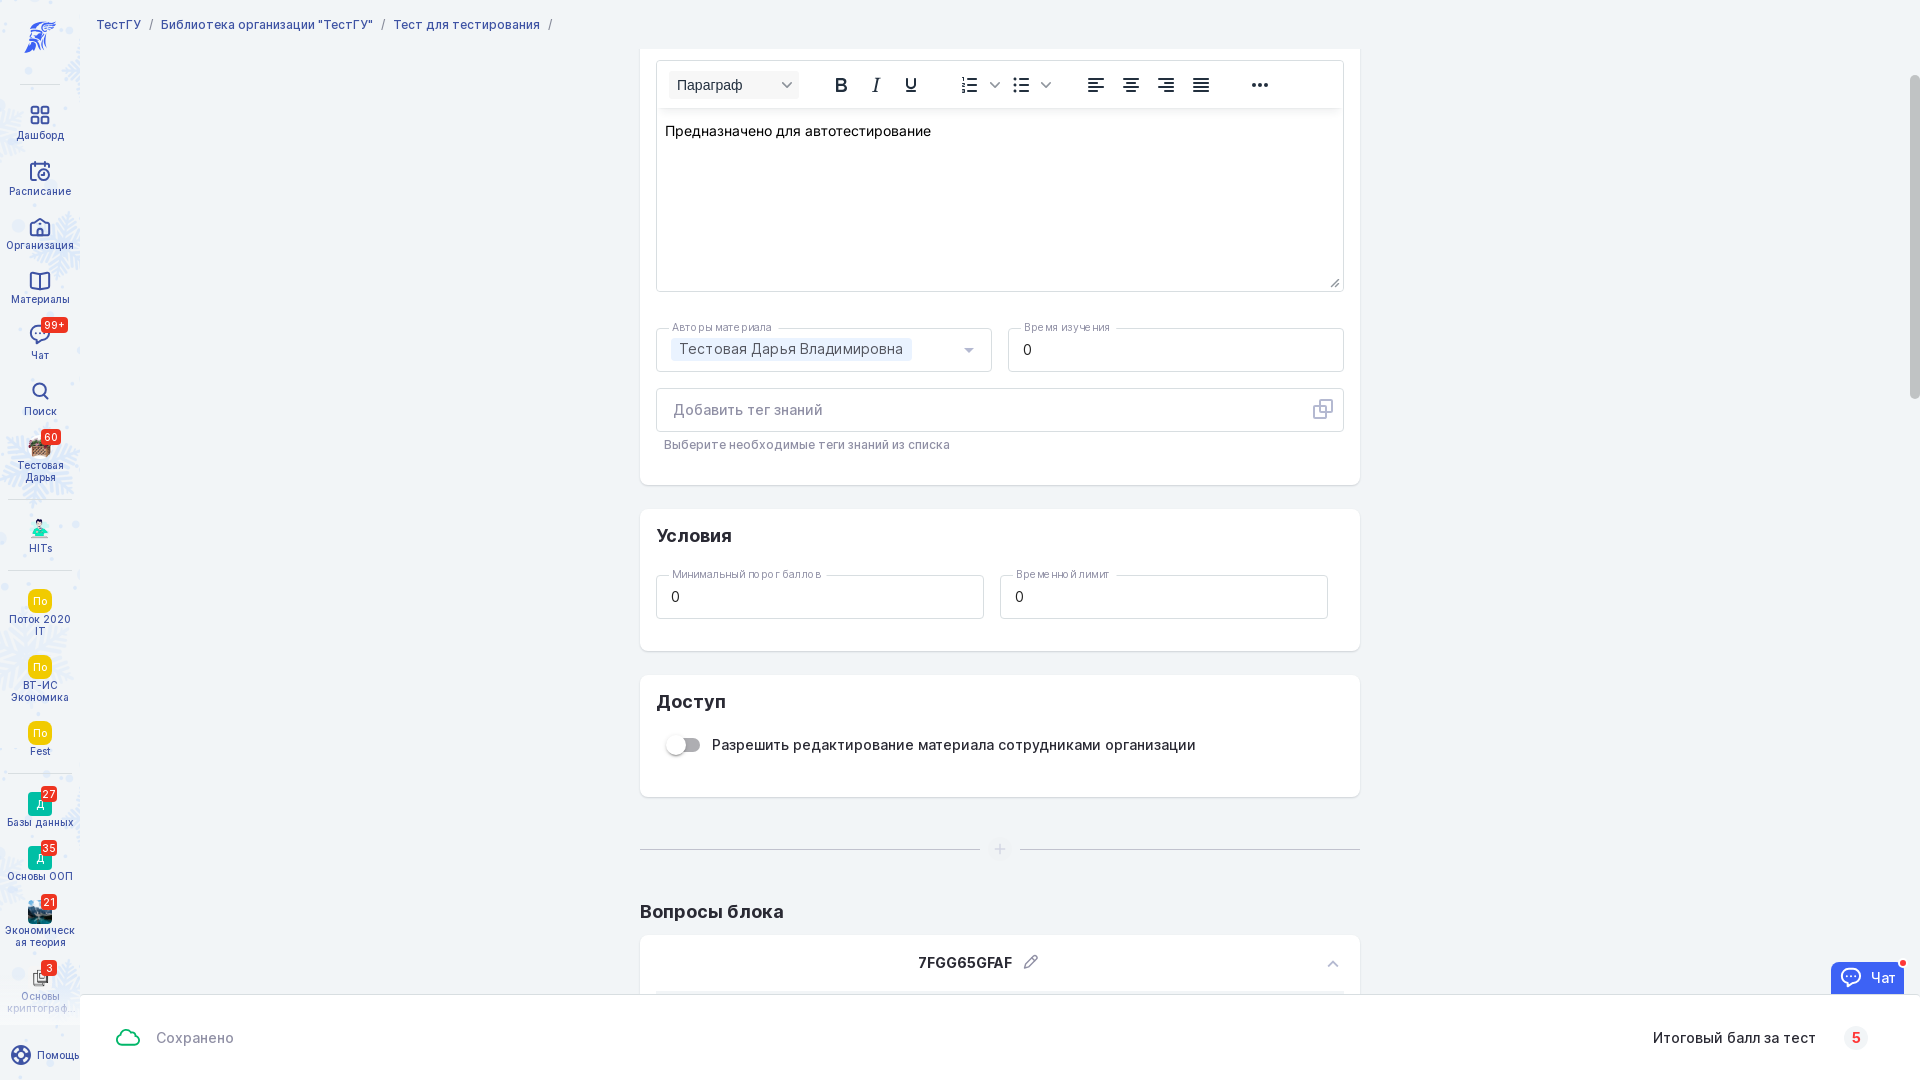 ТестГУ / Библиотека организации "ТестГУ" / Тест для тестирования /
Дашборд
Расписание
Организация
Материалы
99+
Чат
Поиск
60
Тестовая
Дарья
HITs
По
Поток 2020
IT
По
ВТ-ИС
Экономика
По
Fest
27
Д
Базы данных
35
Д
Основы ООП
21
Экономическ
ая теория
3
Основы
криптограф...
Помощь
Параграф
Предназначено для автотестирование
Авторы материала
Тестовая Дарья Владимировна
Время изучения
0
Добавить тег знаний
Выберите необходимые теги знаний из списка
Условия
Минимальный порог баллов
0
Временной лимит
0
Доступ
Разрешить редактирование материала сотрудниками организации
Вопросы блока
7FGG65GFAF
Чат
Сохранено
Итоговый балл за тест 5